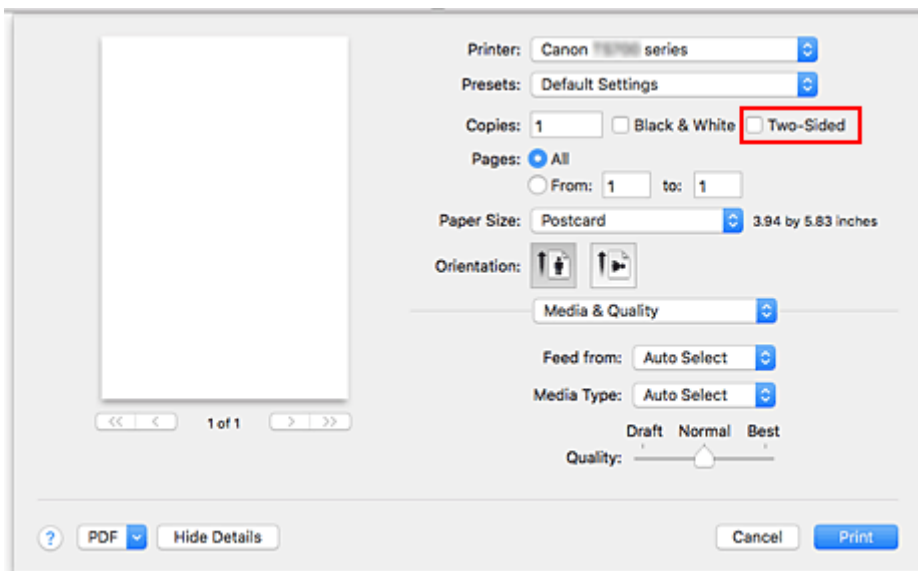 Printer: Canon series
Presets: Default Settings
Copies: 1 Black & White Two-Sided
Pages: All
From: 1 to: 1
Paper Size: Postcard 3.94 by 5.83 inches
Orientation:
Media & Quality
Feed from: Auto Select
Media Type: Auto Select
Draft Normal Best
Quality:
<< < 1 of 1 > >>
? PDF Hide Details Cancel Print